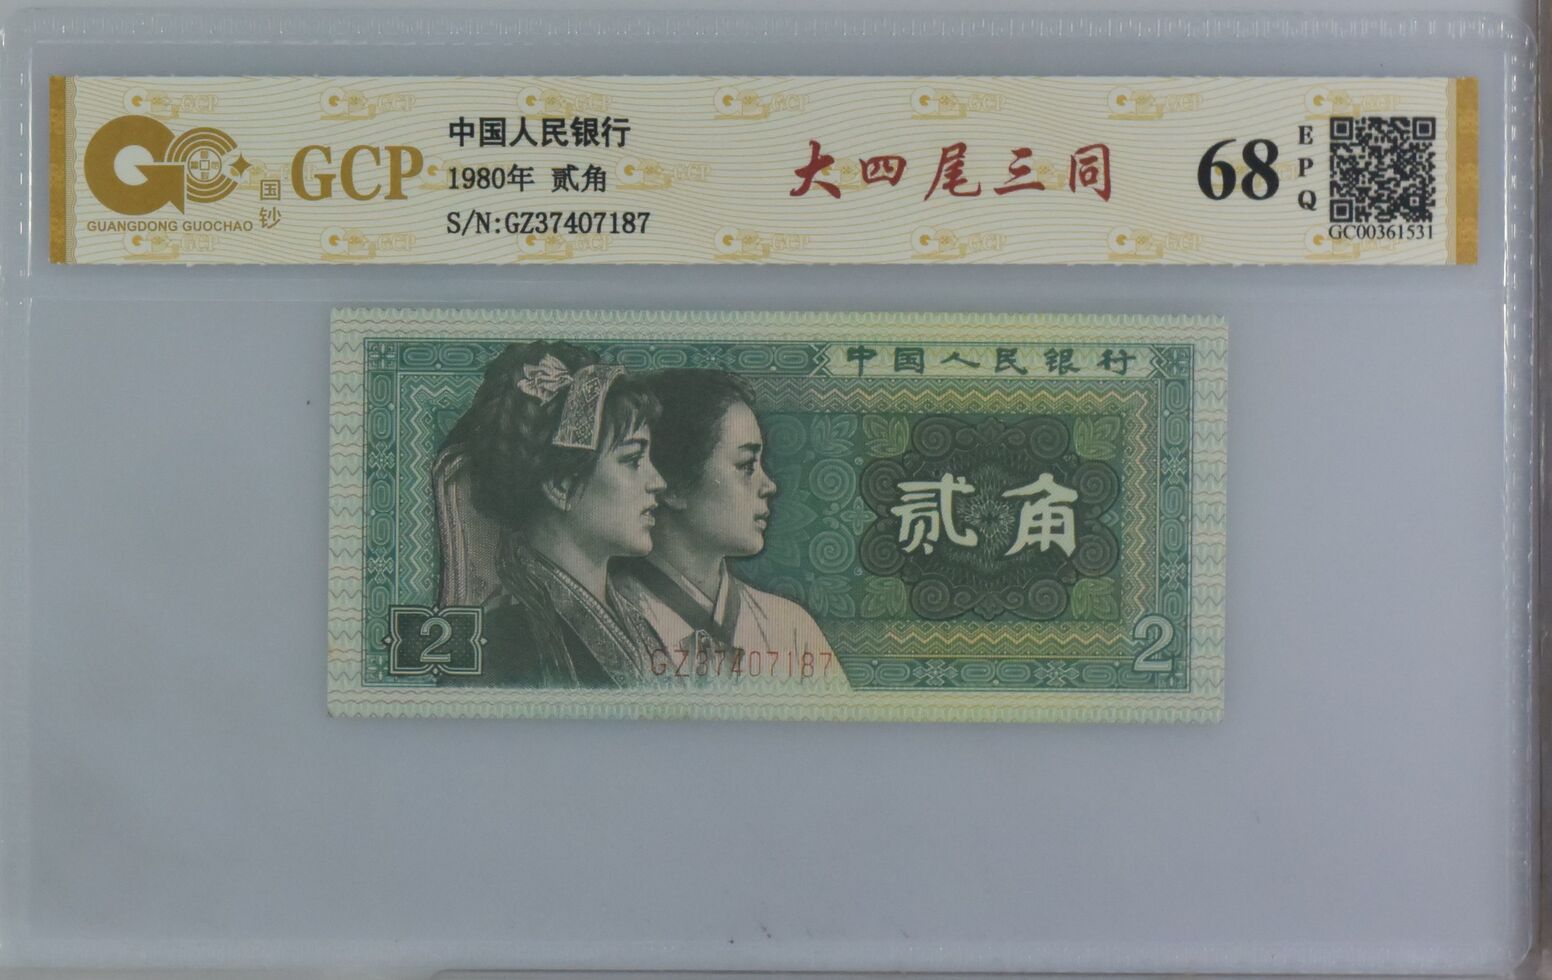 GCP
国钞
GUANGDONG GUOCHAO
中国人民银行
1980年 贰角
S/N:GZ37407187
大四尾三同
68
EPQ
GC00361531
中国人民银行
贰角
2
2
GZ37407187